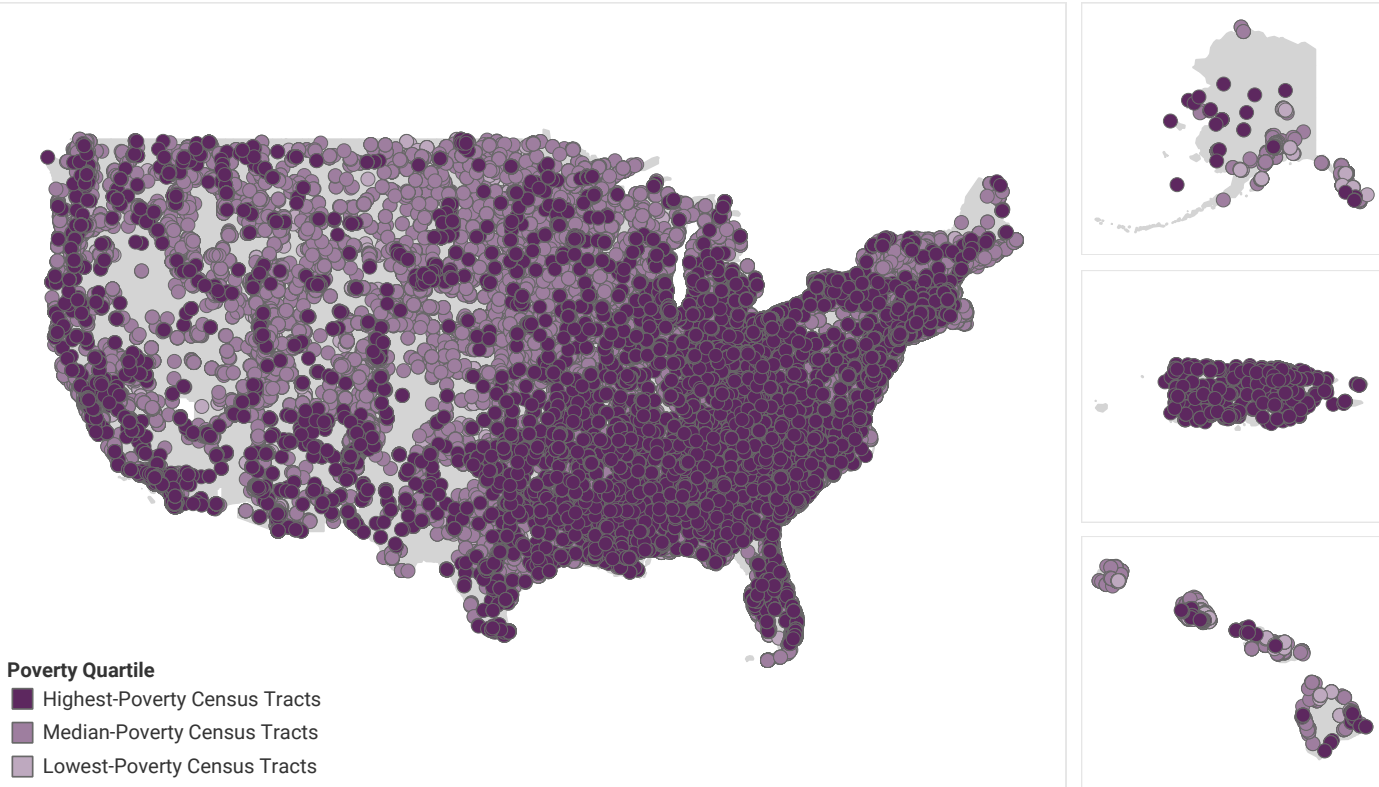 Poverty Quartile
Highest-Poverty Census Tracts
Median-Poverty Census Tracts
Lowest-Poverty Census Tracts